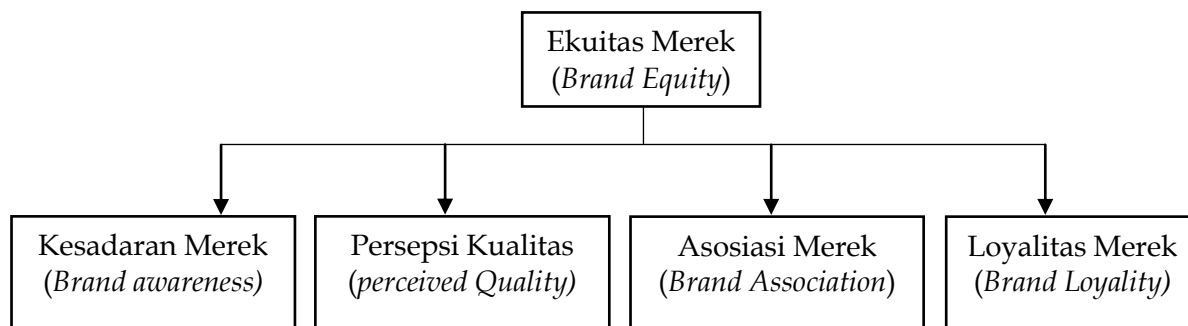 Ekuitas Merek
(Brand Equity)
Kesadaran Merek
(Brand awareness)
Persepsi Kualitas
(perceived Quality)
Asosiasi Merek
(Brand Association)
Loyalitas Merek
(Brand Loyality)